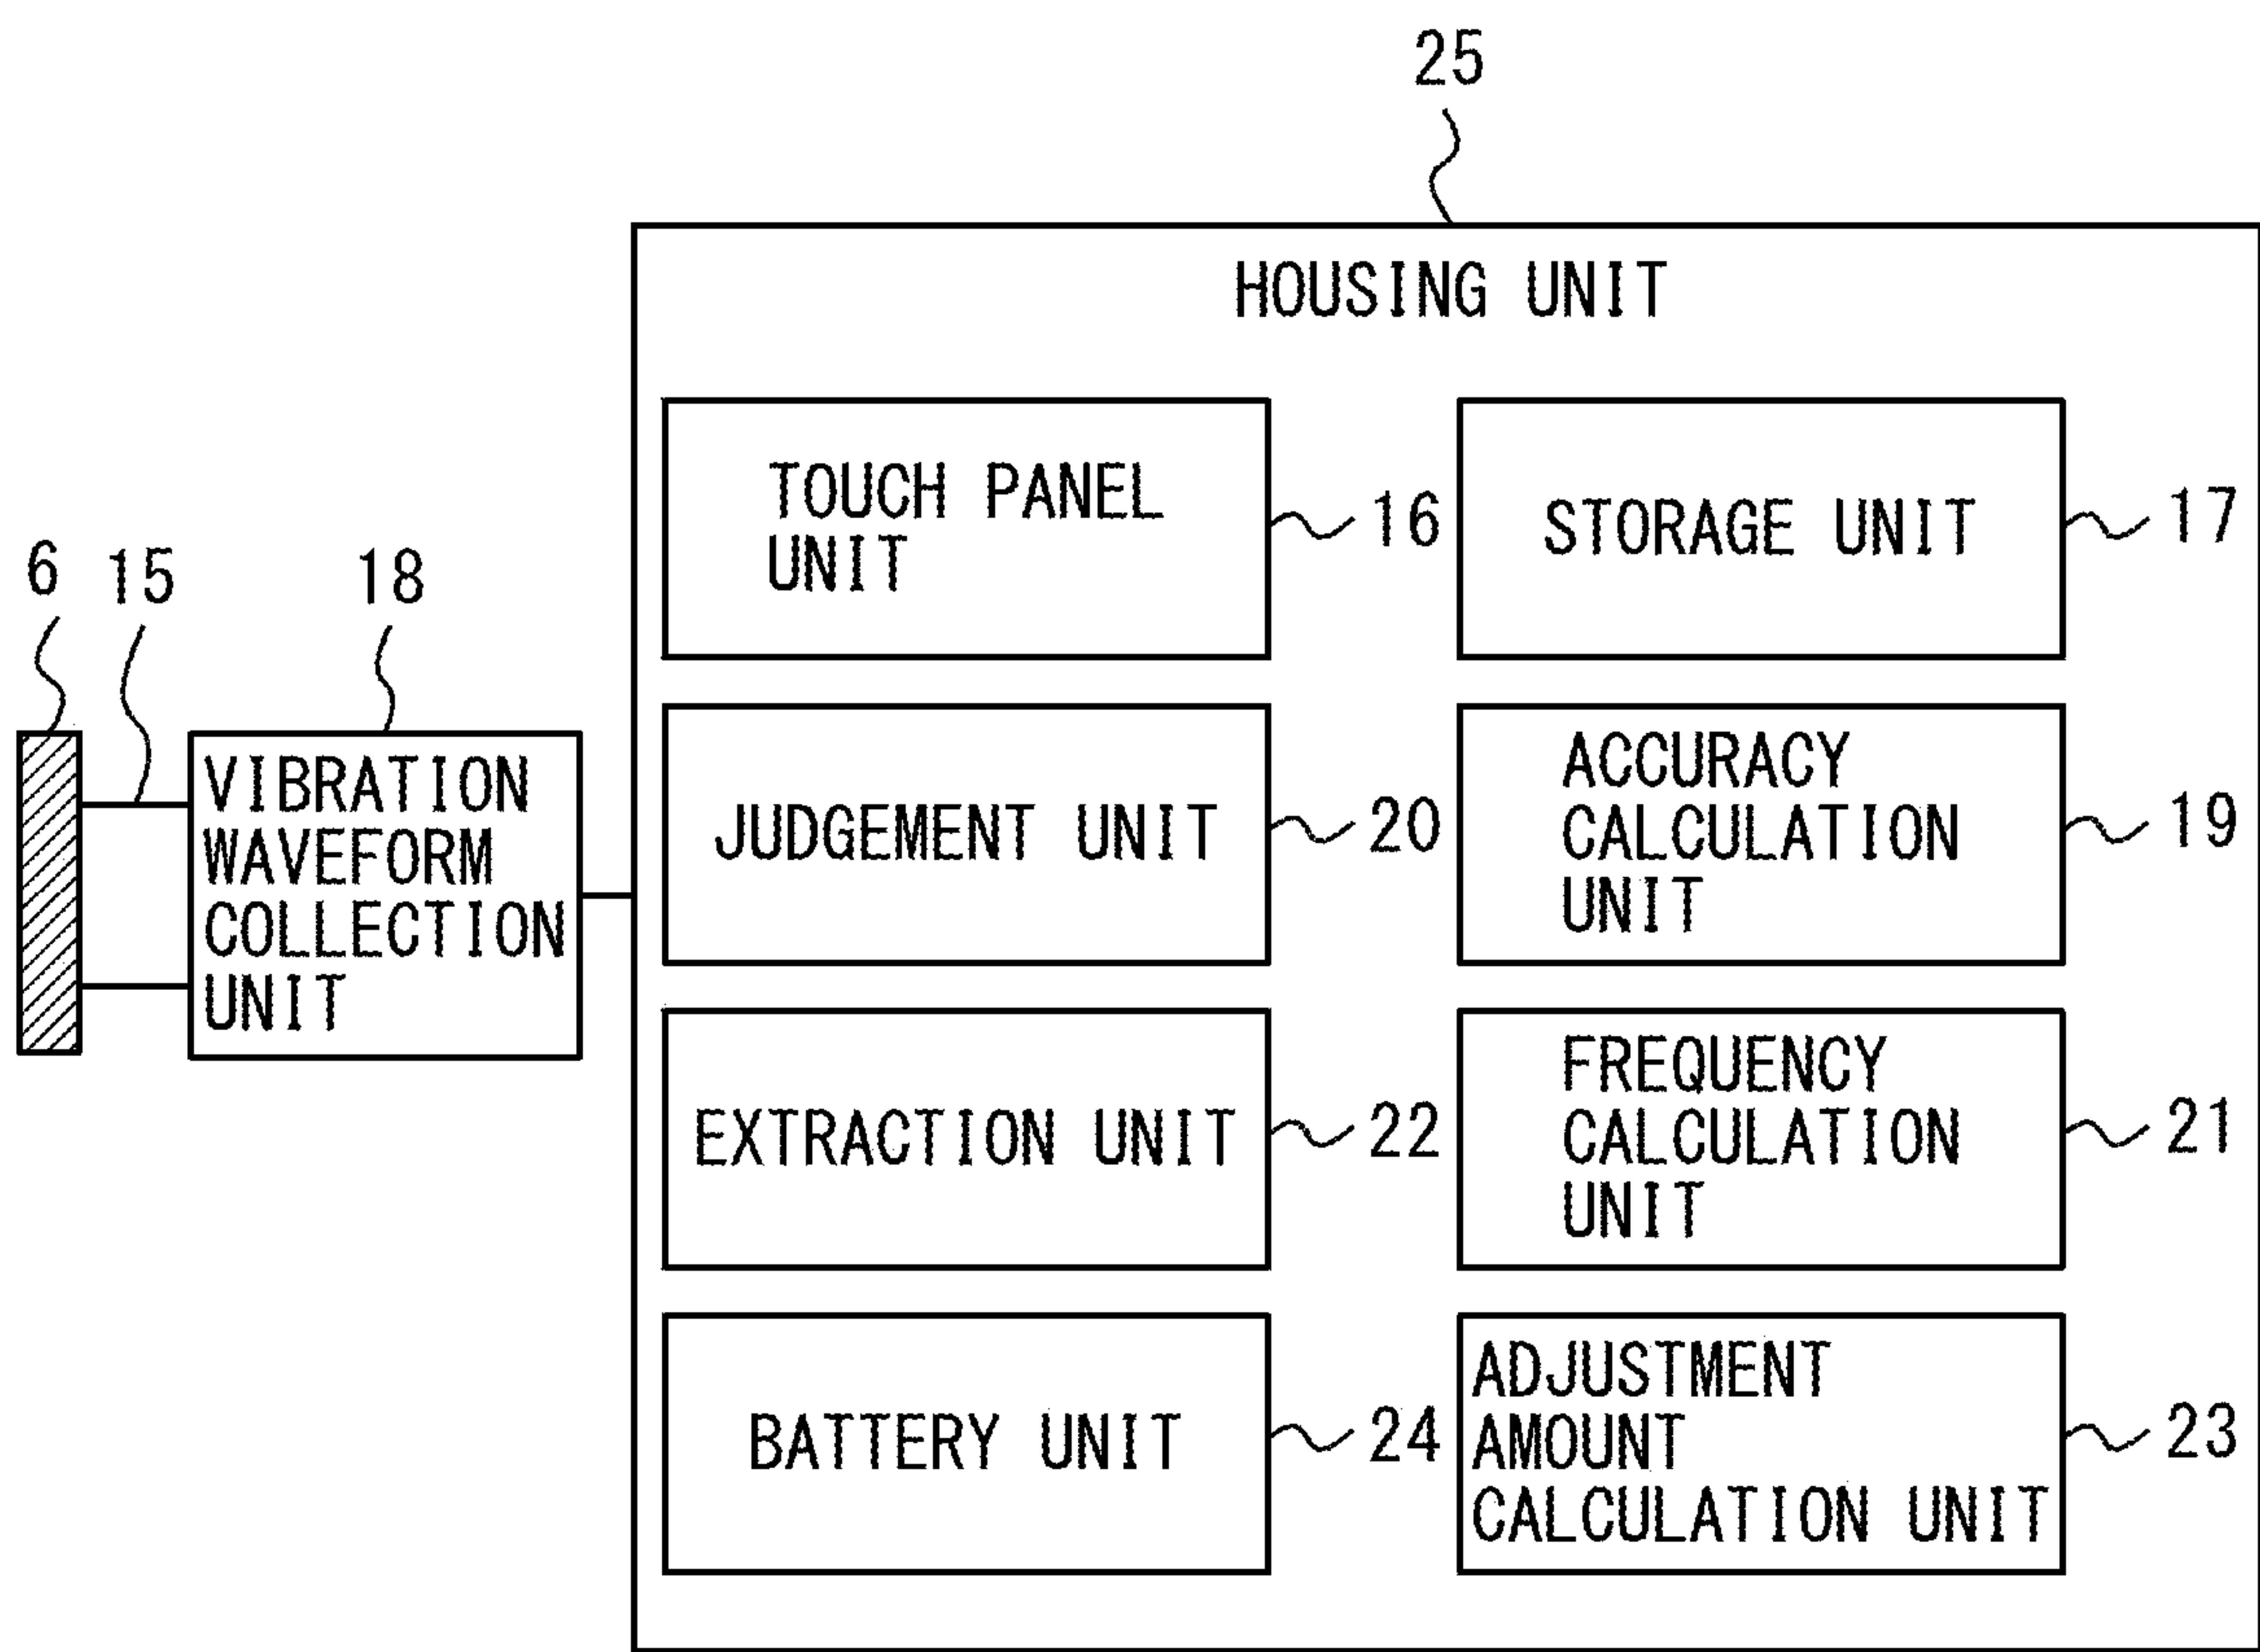 25
HOUSING UNIT
TOUCH PANEL
UNIT
16
STORAGE UNIT
17
6
15
18
VIBRATION
WAVEFORM
COLLECTION
UNIT
JUDGEMENT UNIT
20
ACCURACY
CALCULATION
UNIT
19
EXTRACTION UNIT
22
FREQUENCY
CALCULATION
UNIT
21
BATTERY UNIT
24
ADJUSTMENT
AMOUNT
CALCULATION UNIT
23